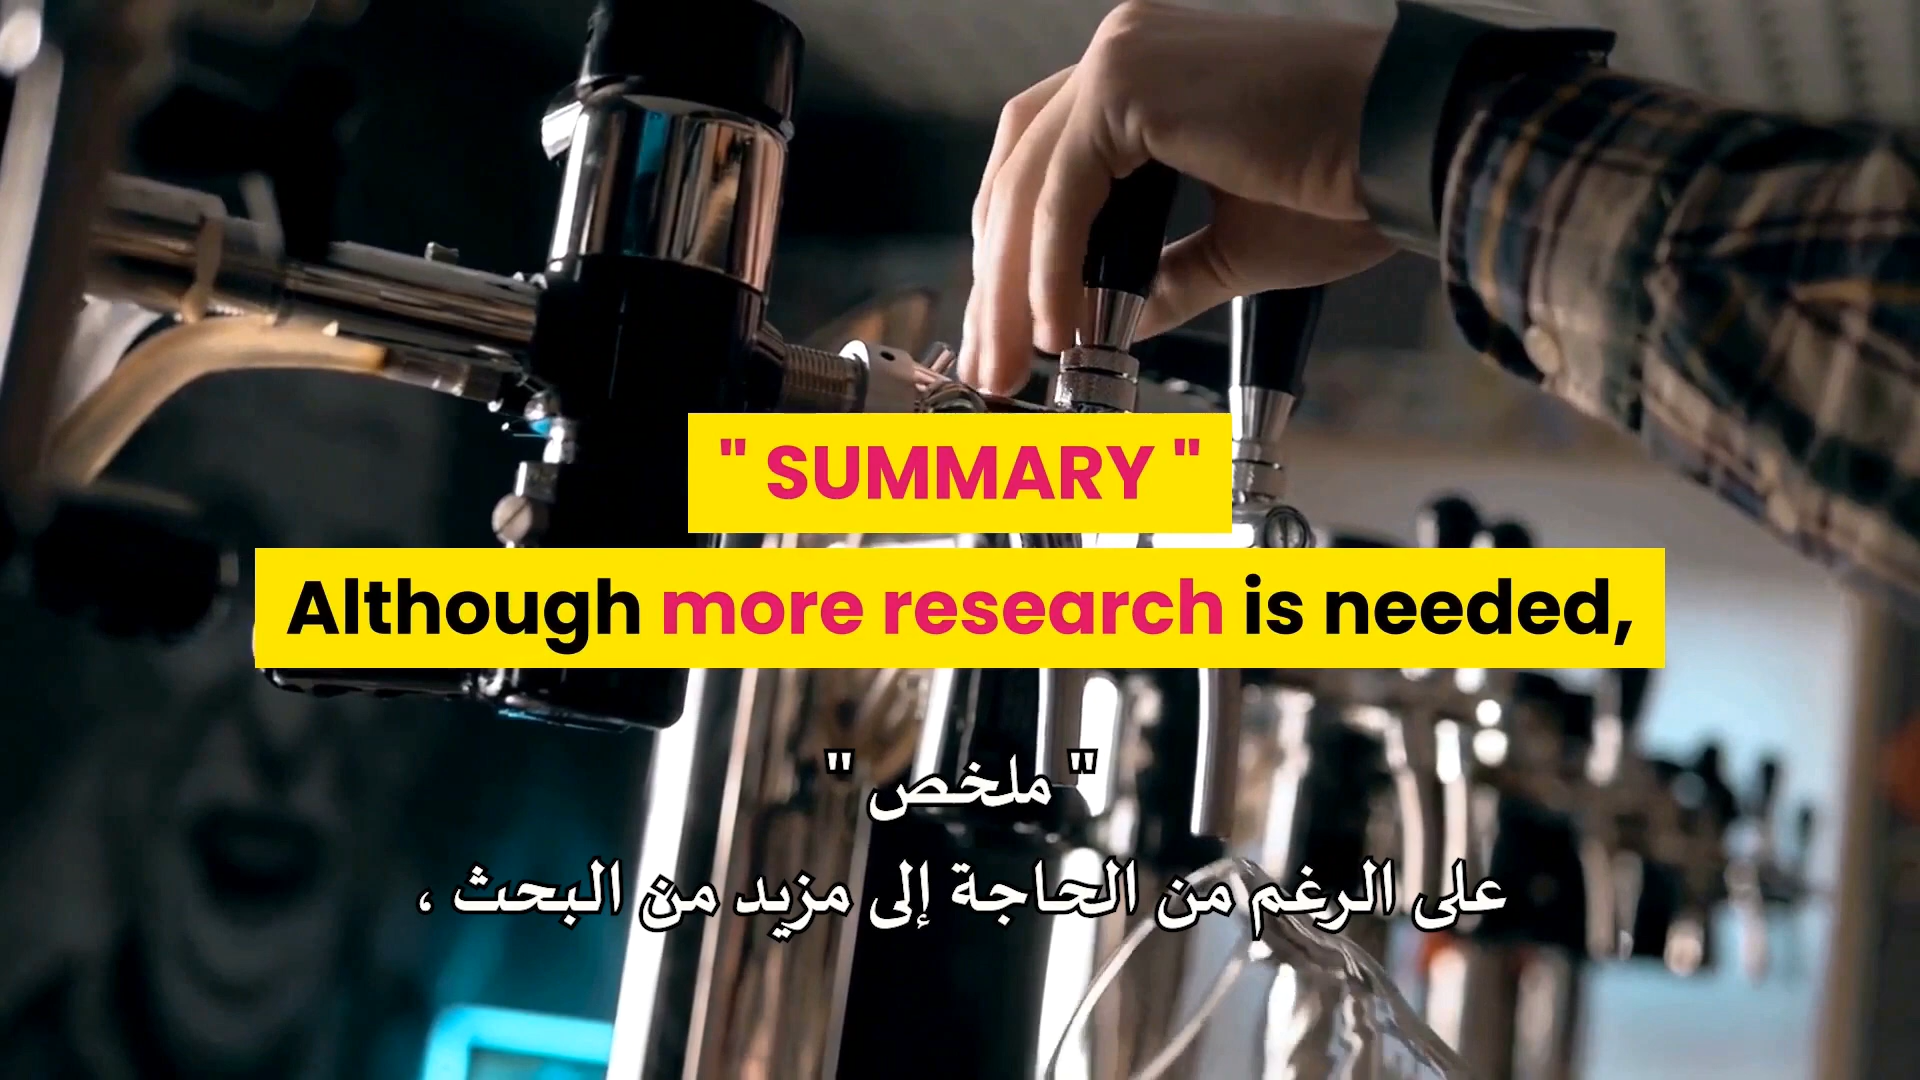 " SUMMARY "
Although more research is needed,
" ملخص "
على الرغم من الحاجة إلى مزيد من البحث ،